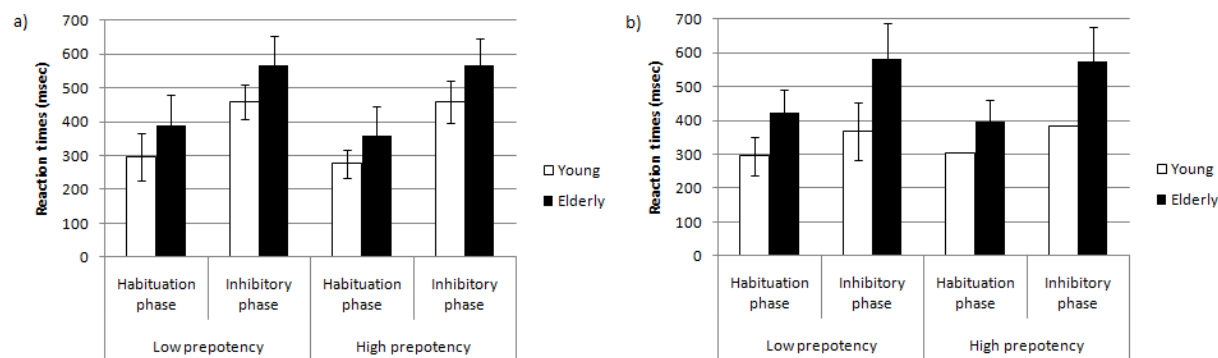 a)
700
600
500
400
300
200
100
0
Reaction times (msec)
Habituation phase
Inhibitory phase
Habituation phase
Inhibitory phase
Low prepotency
High prepotency
Young
Elderly
b)
700
600
500
400
300
200
100
0
Reaction times (msec)
Habituation phase
Inhibitory phase
Habituation phase
Inhibitory phase
Low prepotency
High prepotency
Young
Elderly